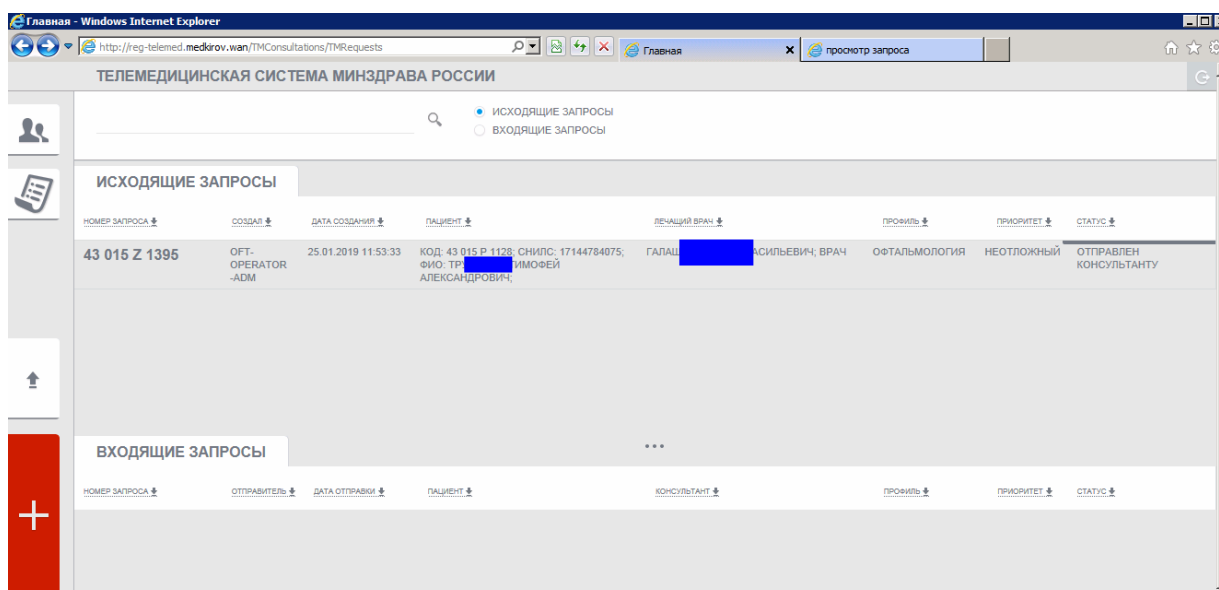 Главная - Windows Internet Explorer
http://reg-telemed.medkirov.wan/TMConsultations/TMRequests
Главная
просмотр запроса
ТЕЛЕМЕДИЦИНСКАЯ СИСТЕМА МИНЗДРАВА РОССИИ
ИСХОДЯЩИЕ ЗАПРОСЫ
ВХОДЯЩИЕ ЗАПРОСЫ
ИСХОДЯЩИЕ ЗАПРОСЫ
НОМЕР ЗАПРОСА СОЗДАЛ ДАТА СОЗДАНИЯ ПАЦИЕНТ ЛЕЧАЩИЙ ВРАЧ ПРОФИЛЬ ПРИОРИТЕТ СТАТУС
43 015 Z 1395 OFT- 25.01.2019 11:53:33 КОД: 43 015 P 1128; СНИЛС: 17144784075; ГАЛАЩ АСИЛЬЕВИЧ; ВРАЧ ОФТАЛЬМОЛОГИЯ НЕОТЛОЖНЫЙ ОТПРАВЛЕН
OPERATOR ФИО: ТРУ ИМОФЕЙ КОНСУЛЬТАНТУ
-ADM АЛЕКСАНДРОВИЧ;
ВХОДЯЩИЕ ЗАПРОСЫ
НОМЕР ЗАПРОСА ОТПРАВИТЕЛЬ ДАТА ОТПРАВКИ ПАЦИЕНТ КОНСУЛЬТАНТ ПРОФИЛЬ ПРИОРИТЕТ СТАТУС